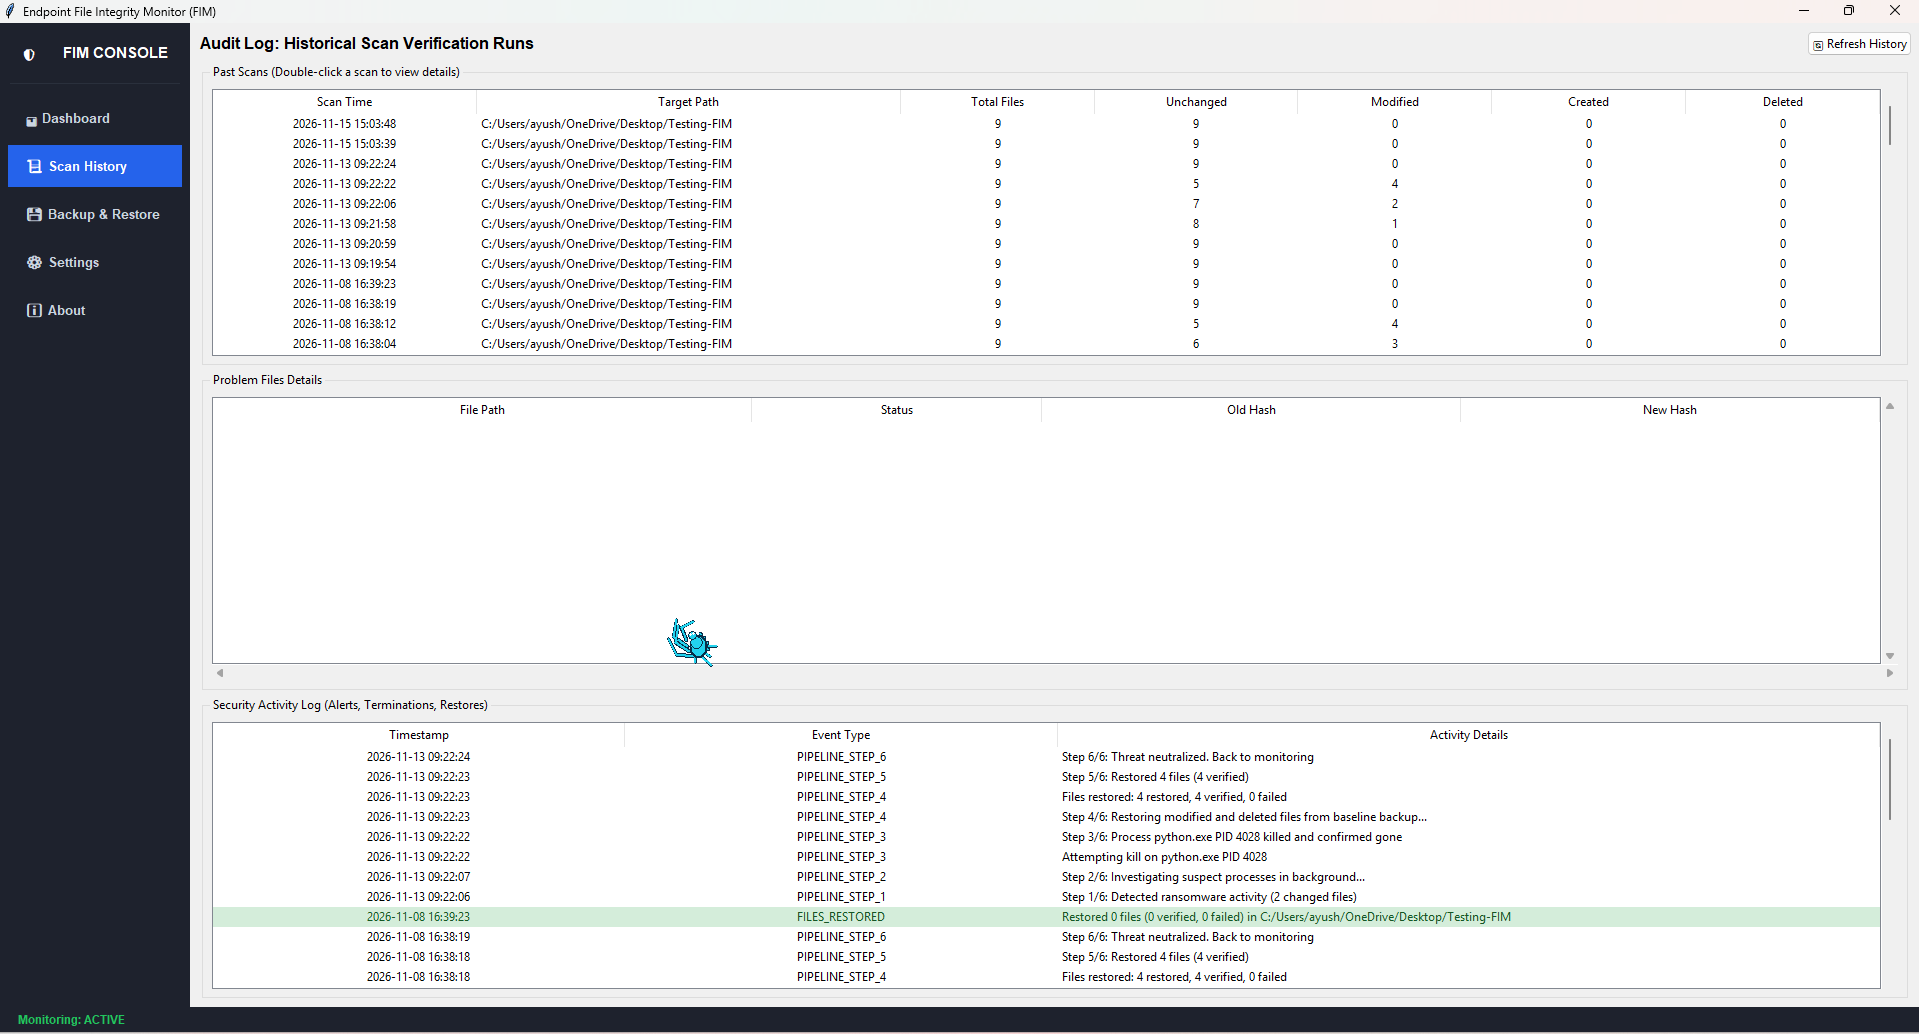 Endpoint File Integrity Monitor (FIM)
FIM CONSOLE
Dashboard
Scan History
Backup & Restore
Settings
About
Audit Log: Historical Scan Verification Runs
Refresh History
Past Scans (Double-click a scan to view details)
Scan Time Target Path Total Files Unchanged Modified Created Deleted
2026-11-15 15:03:48 C:/Users/ayush/OneDrive/Desktop/Testing-FIM 9 9 0 0 0
2026-11-15 15:03:39 C:/Users/ayush/OneDrive/Desktop/Testing-FIM 9 9 0 0 0
2026-11-13 09:22:24 C:/Users/ayush/OneDrive/Desktop/Testing-FIM 9 9 0 0 0
2026-11-13 09:22:22 C:/Users/ayush/OneDrive/Desktop/Testing-FIM 9 5 4 0 0
2026-11-13 09:22:06 C:/Users/ayush/OneDrive/Desktop/Testing-FIM 9 7 2 0 0
2026-11-13 09:21:58 C:/Users/ayush/OneDrive/Desktop/Testing-FIM 9 8 1 0 0
2026-11-13 09:20:59 C:/Users/ayush/OneDrive/Desktop/Testing-FIM 9 9 0 0 0
2026-11-13 09:19:54 C:/Users/ayush/OneDrive/Desktop/Testing-FIM 9 9 0 0 0
2026-11-08 16:39:23 C:/Users/ayush/OneDrive/Desktop/Testing-FIM 9 9 0 0 0
2026-11-08 16:38:19 C:/Users/ayush/OneDrive/Desktop/Testing-FIM 9 9 0 0 0
2026-11-08 16:38:12 C:/Users/ayush/OneDrive/Desktop/Testing-FIM 9 5 4 0 0
2026-11-08 16:38:04 C:/Users/ayush/OneDrive/Desktop/Testing-FIM 9 6 3 0 0
Problem Files Details
File Path Status Old Hash New Hash
Security Activity Log (Alerts, Terminations, Restores)
Timestamp Event Type Activity Details
2026-11-13 09:22:24 PIPELINE_STEP_6 Step 6/6: Threat neutralized. Back to monitoring
2026-11-13 09:22:23 PIPELINE_STEP_5 Step 5/6: Restored 4 files (4 verified)
2026-11-13 09:22:23 PIPELINE_STEP_4 Files restored: 4 restored, 4 verified, 0 failed
2026-11-13 09:22:23 PIPELINE_STEP_4 Step 4/6: Restoring modified and deleted files from baseline backup...
2026-11-13 09:22:22 PIPELINE_STEP_3 Step 3/6: Process python.exe PID 4028 killed and confirmed gone
2026-11-13 09:22:22 PIPELINE_STEP_3 Attempting kill on python.exe PID 4028
2026-11-13 09:22:07 PIPELINE_STEP_2 Step 2/6: Investigating suspect processes in background...
2026-11-13 09:22:06 PIPELINE_STEP_1 Step 1/6: Detected ransomware activity (2 changed files)
2026-11-08 16:39:23 FILES_RESTORED Restored 0 files (0 verified, 0 failed) in C:/Users/ayush/OneDrive/Desktop/Testing-FIM
2026-11-08 16:38:19 PIPELINE_STEP_6 Step 6/6: Threat neutralized. Back to monitoring
2026-11-08 16:38:18 PIPELINE_STEP_5 Step 5/6: Restored 4 files (4 verified)
2026-11-08 16:38:18 PIPELINE_STEP_4 Files restored: 4 restored, 4 verified, 0 failed
Monitoring: ACTIVE